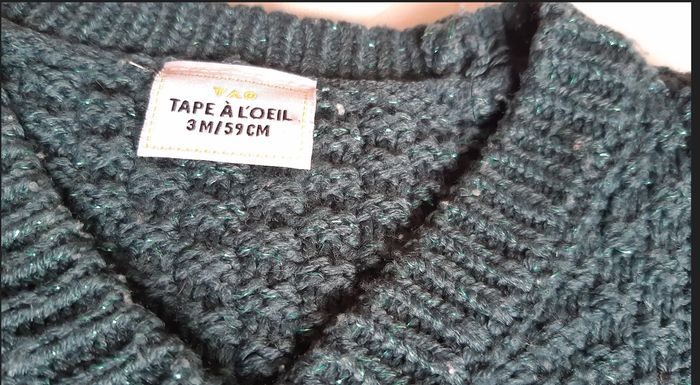 TAO
TAPE À L'OEIL
3M/59CM